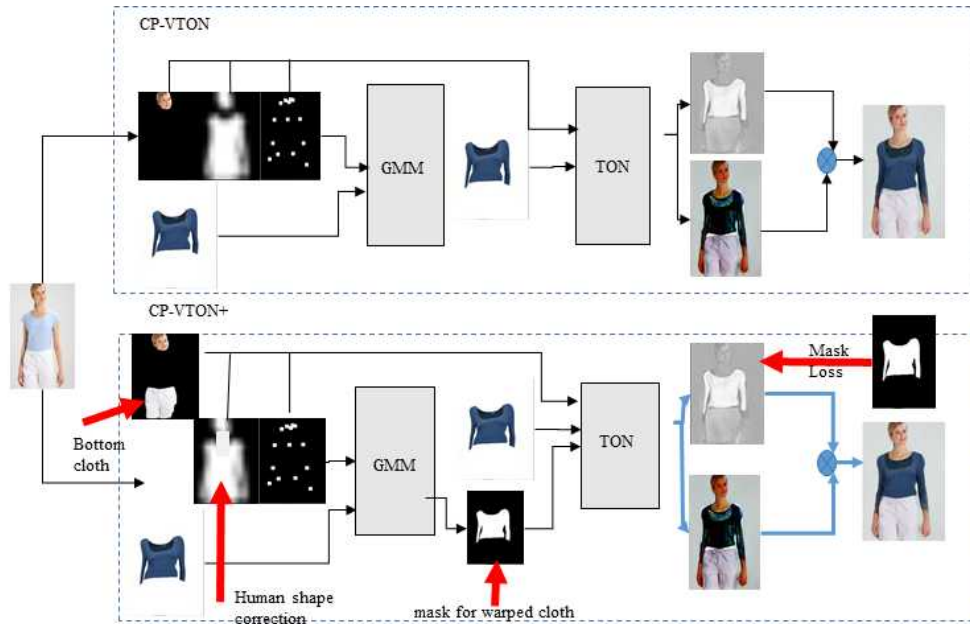 CP-VTON
GMM
TON
CP-VTON+
Mask
Loss
Bottom
cloth
GMM
TON
Human shape
correction
mask for warped cloth